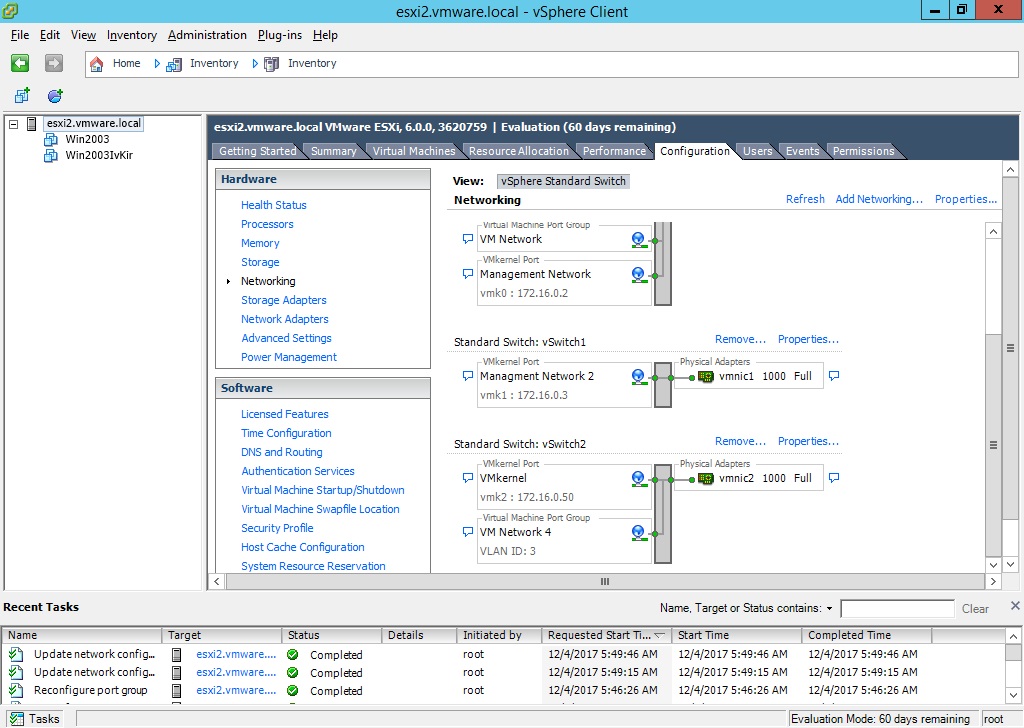 esxi2.vmware.local - vSphere Client
File Edit View Inventory Administration Plug-ins Help
Home Inventory Inventory
esxi2.vmware.local
Win2003
Win2003IvKir
esxi2.vmware.local VMware ESXi, 6.0.0, 3620759 | Evaluation (60 days remaining)
Getting Started Summary Virtual Machines Resource Allocation Performance Configuration Users Events Permissions
Hardware
Health Status
Processors
Memory
Storage
Networking
Storage Adapters
Network Adapters
Advanced Settings
Power Management
Software
Licensed Features
Time Configuration
DNS and Routing
Authentication Services
Virtual Machine Startup/Shutdown
Virtual Machine Swapfile Location
Security Profile
Host Cache Configuration
System Resource Reservation
View: vSphere Standard Switch
Networking
Refresh Add Networking... Properties...
Virtual Machine Port Group
VM Network
VMkernel Port
Management Network
vmk0 : 172.16.0.2
Standard Switch: vSwitch1 Remove... Properties...
VMkernel Port Physical Adapters
Managment Network 2 vmnic1 1000 Full
vmk1 : 172.16.0.3
Standard Switch: vSwitch2 Remove... Properties...
VMkernel Port Physical Adapters
VMkernel vmnic2 1000 Full
vmk2 : 172.16.0.50
Virtual Machine Port Group
VM Network 4
VLAN ID: 3
Recent Tasks
Name, Target or Status contains: Clear
Name Target Status Details Initiated by Requested Start Ti... Start Time Completed Time
Update network config... esxi2.vmware.... Completed root 12/4/2017 5:49:46 AM 12/4/2017 5:49:46 AM 12/4/2017 5:49:46 AM
Update network config... esxi2.vmware.... Completed root 12/4/2017 5:49:15 AM 12/4/2017 5:49:15 AM 12/4/2017 5:49:15 AM
Reconfigure port group esxi2.vmware.... Completed root 12/4/2017 5:46:26 AM 12/4/2017 5:46:26 AM 12/4/2017 5:46:26 AM
Tasks Evaluation Mode: 60 days remaining root